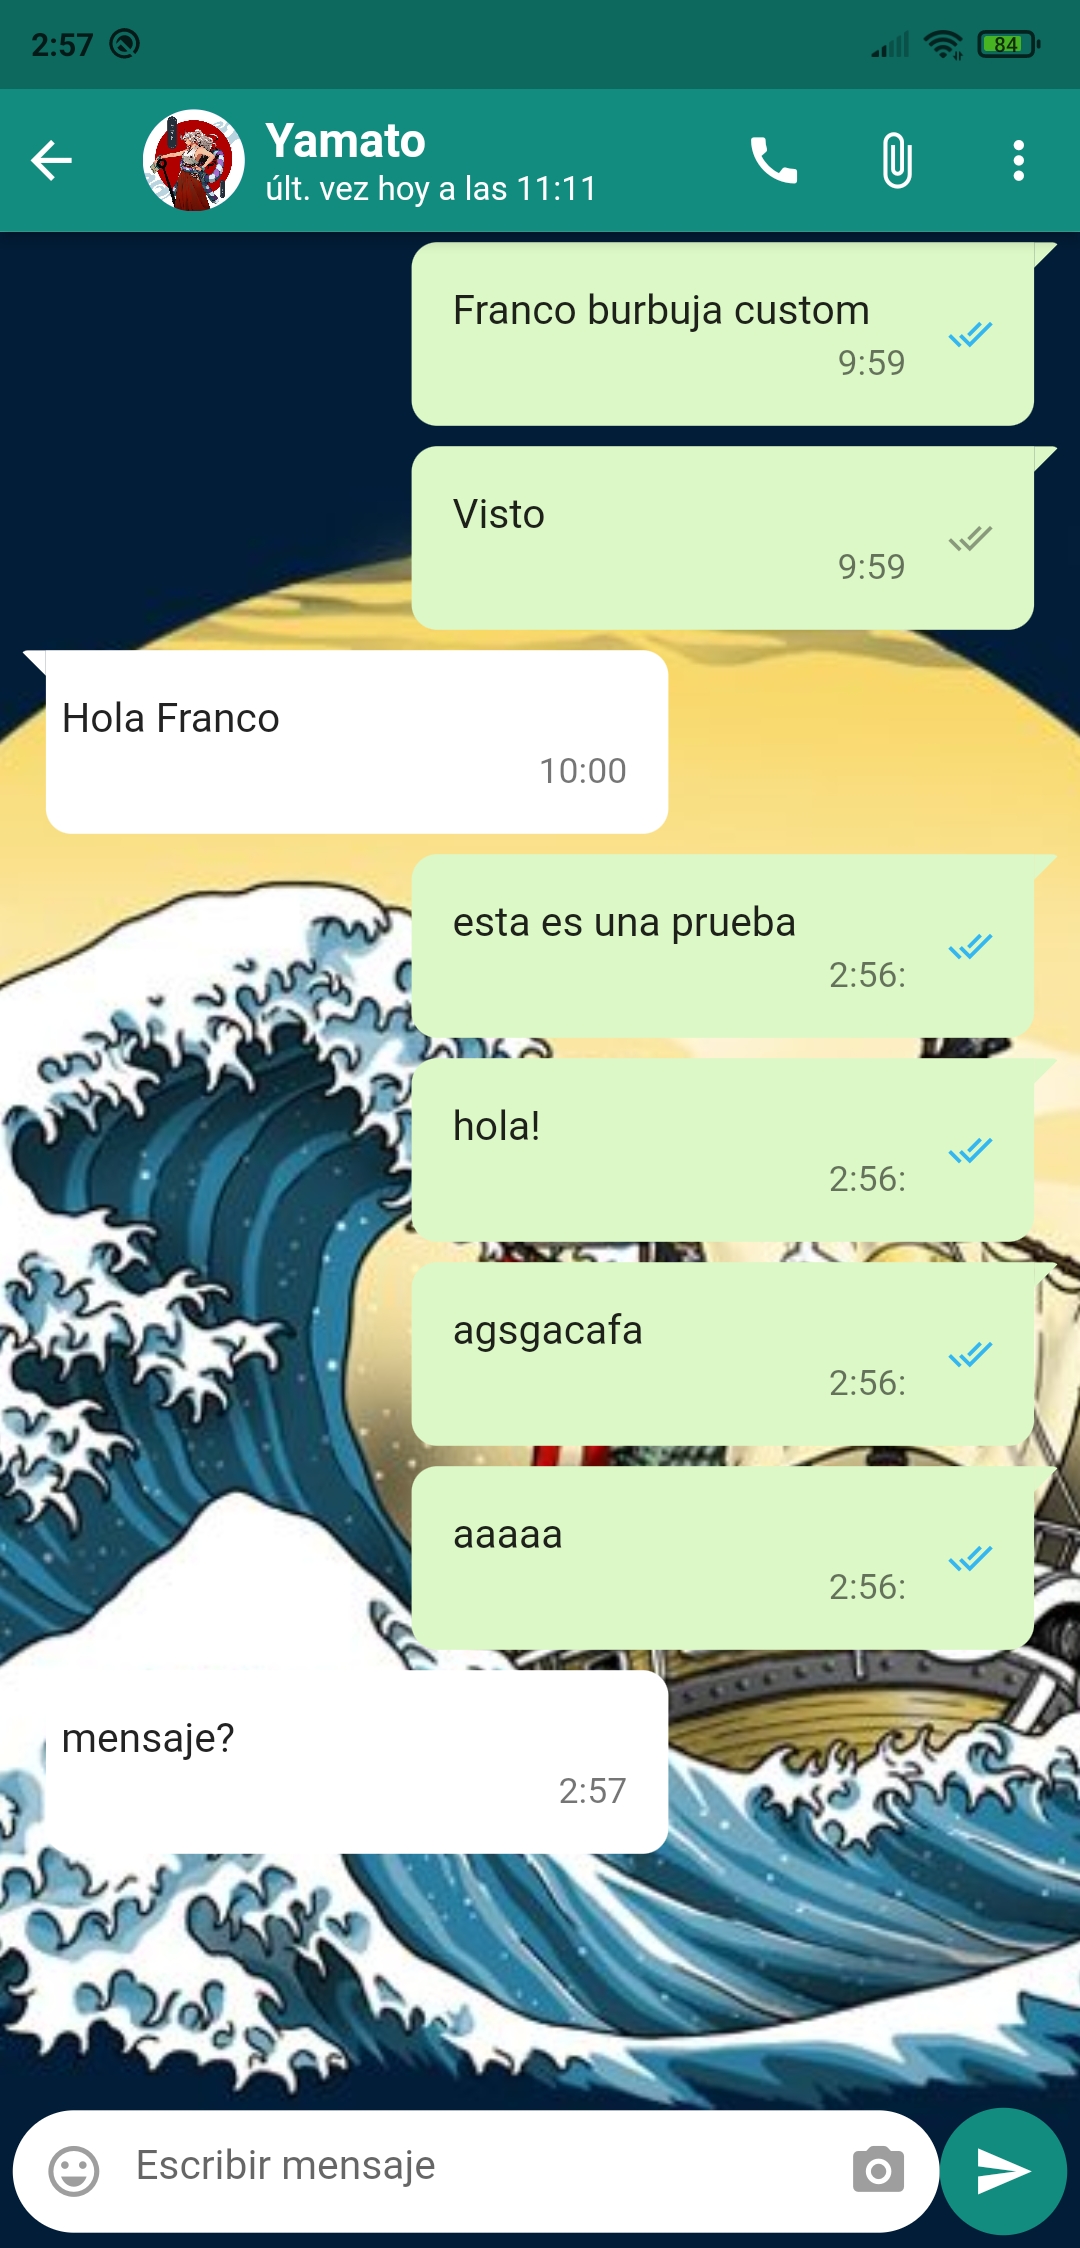 2:57
84
Yamato
últ. vez hoy a las 11:11
Franco burbuja custom
9:59
Visto
9:59
Hola Franco
10:00
esta es una prueba
2:56:
hola!
2:56:
agsgacafa
2:56:
aaaaa
2:56:
mensaje?
2:57
Escribir mensaje